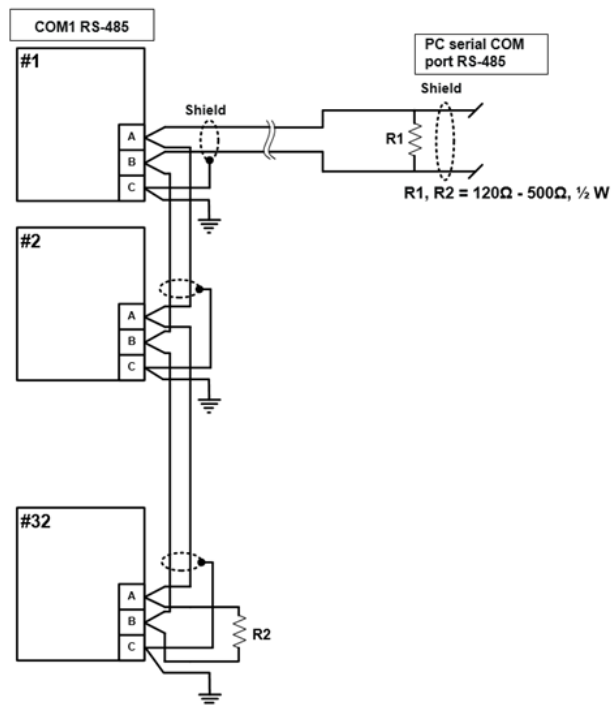 COM1 RS-485
PC serial COM
port RS-485
#1
Shield
Shield
A
R1
B
C
R1, R2 = 120Ω - 500Ω, ½ W
#2
A
B
C
#32
A
B
R2
C